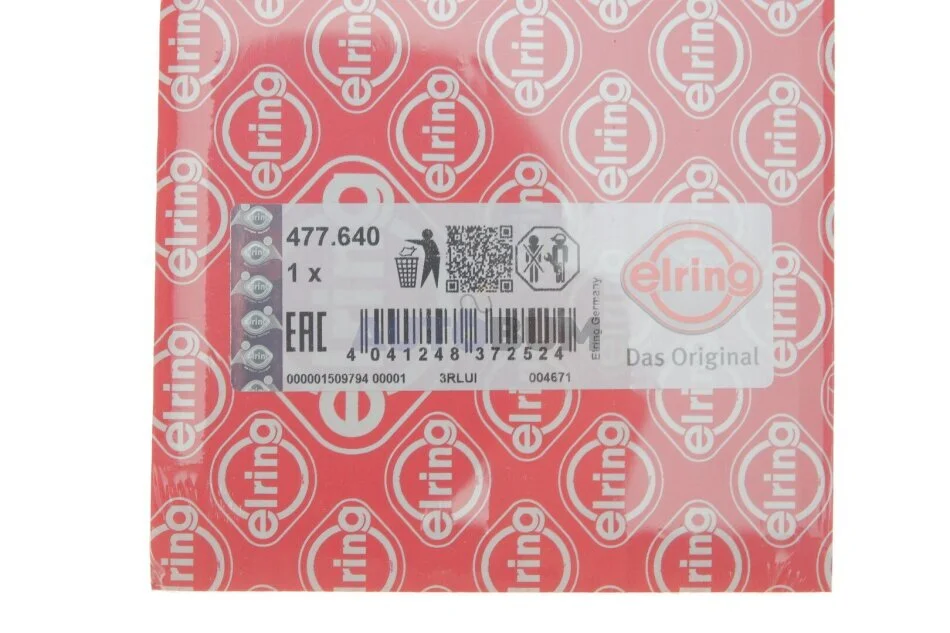 477.640
1 x
EAC
4 041248 372524
000001509794 00001 3RLUI 004671
Elring Germany
elring
Das Original